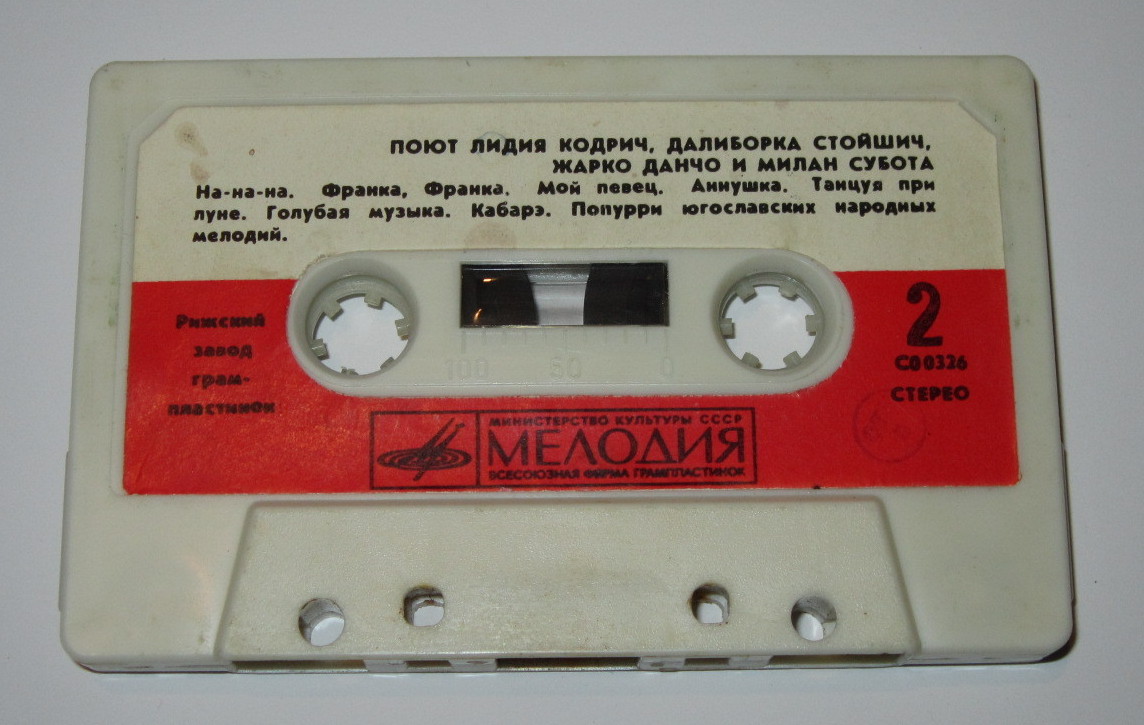 ПОЮТ ЛИДИЯ КОДРИЧ, ДАЛИБОРКА СТОЙШИЧ,
ЖАРКО ДАНЧО И МИЛАН СУБОТА
На-на-на. Франка, Франка. Мой певец. Аннушка. Танцуя при
луне. Голубая музыка. Кабарэ. Попурри югославских народных
мелодий.
Рижский
завод
грам-
пластинок
100 50 0
2
С00326
СТЕРЕО
МИНИСТЕРСТВО КУЛЬТУРЫ СССР
МЕЛОДИЯ
ВСЕСОЮЗНАЯ ФИРМА ГРАМПЛАСТИНОК